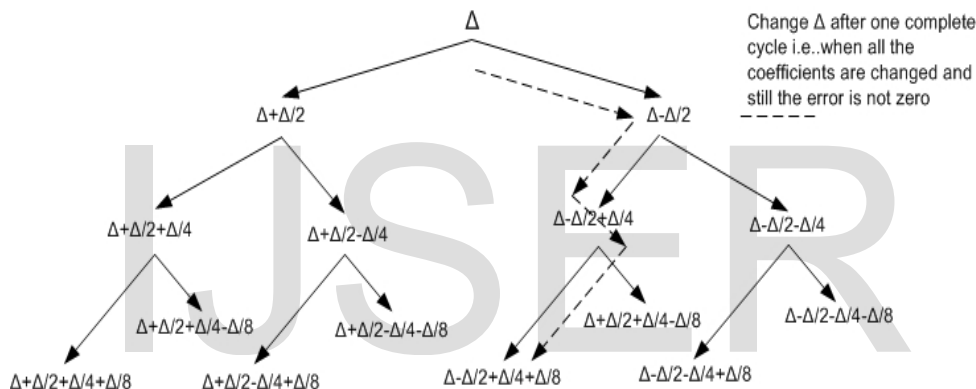 Δ
Change Δ after one complete
cycle i.e..when all the
coefficients are changed and
still the error is not zero
Δ+Δ/2
Δ-Δ/2
Δ+Δ/2+Δ/4
Δ+Δ/2-Δ/4
Δ-Δ/2+Δ/4
Δ-Δ/2-Δ/4
Δ+Δ/2+Δ/4-Δ/8
Δ+Δ/2-Δ/4-Δ/8
Δ+Δ/2+Δ/4-Δ/8
Δ-Δ/2-Δ/4-Δ/8
Δ+Δ/2+Δ/4+Δ/8
Δ+Δ/2-Δ/4+Δ/8
Δ-Δ/2+Δ/4+Δ/8
Δ-Δ/2-Δ/4+Δ/8
IJSER